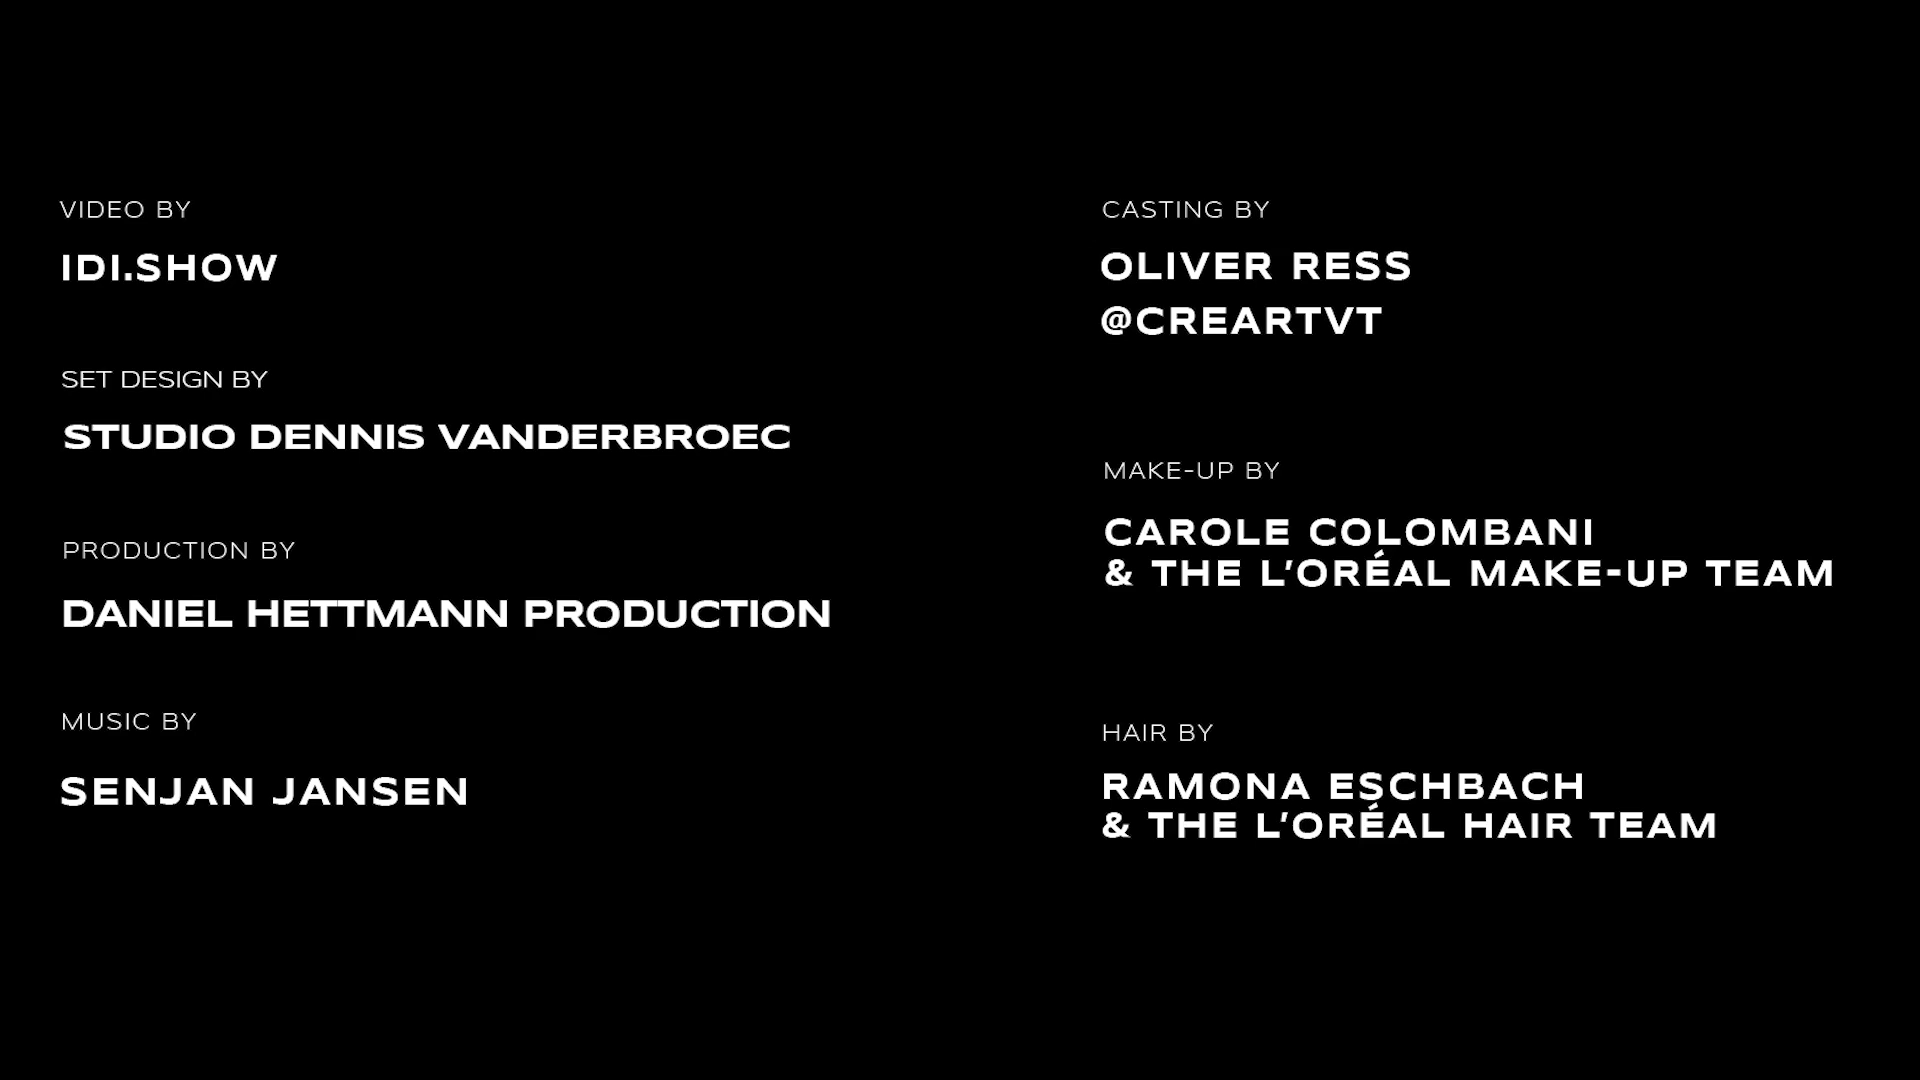 VIDEO BY
IDI.SHOW
SET DESIGN BY
STUDIO DENNIS VANDERBROEC
PRODUCTION BY
DANIEL HETTMANN PRODUCTION
MUSIC BY
SENJAN JANSEN
CASTING BY
OLIVER RESS
@CREARTVT
MAKE-UP BY
CAROLE COLOMBANI
& THE L'ORÉAL MAKE-UP TEAM
HAIR BY
RAMONA ESCHBACH
& THE L'ORÉAL HAIR TEAM